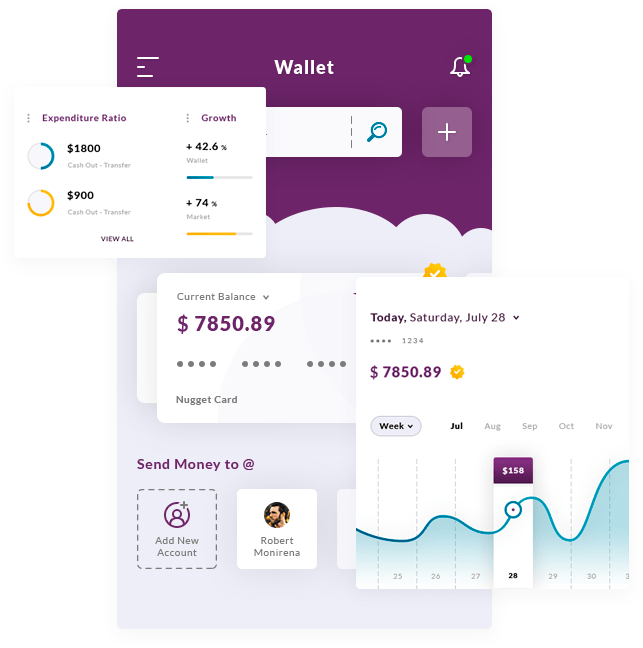 Wallet
Expenditure Ratio
Growth
$1800
Cash Out - Transfer
+ 42.6 %
Wallet
$900
Cash Out - Transfer
+ 74 %
Market
VIEW ALL
Current Balance
$ 7850.89
Nugget Card
Today, Saturday, July 28
•••• 1234
$ 7850.89
Week
Jul
Aug
Sep
Oct
Nov
$158
25
26
27
28
29
30
Send Money to @
Add New
Account
Robert
Monirena